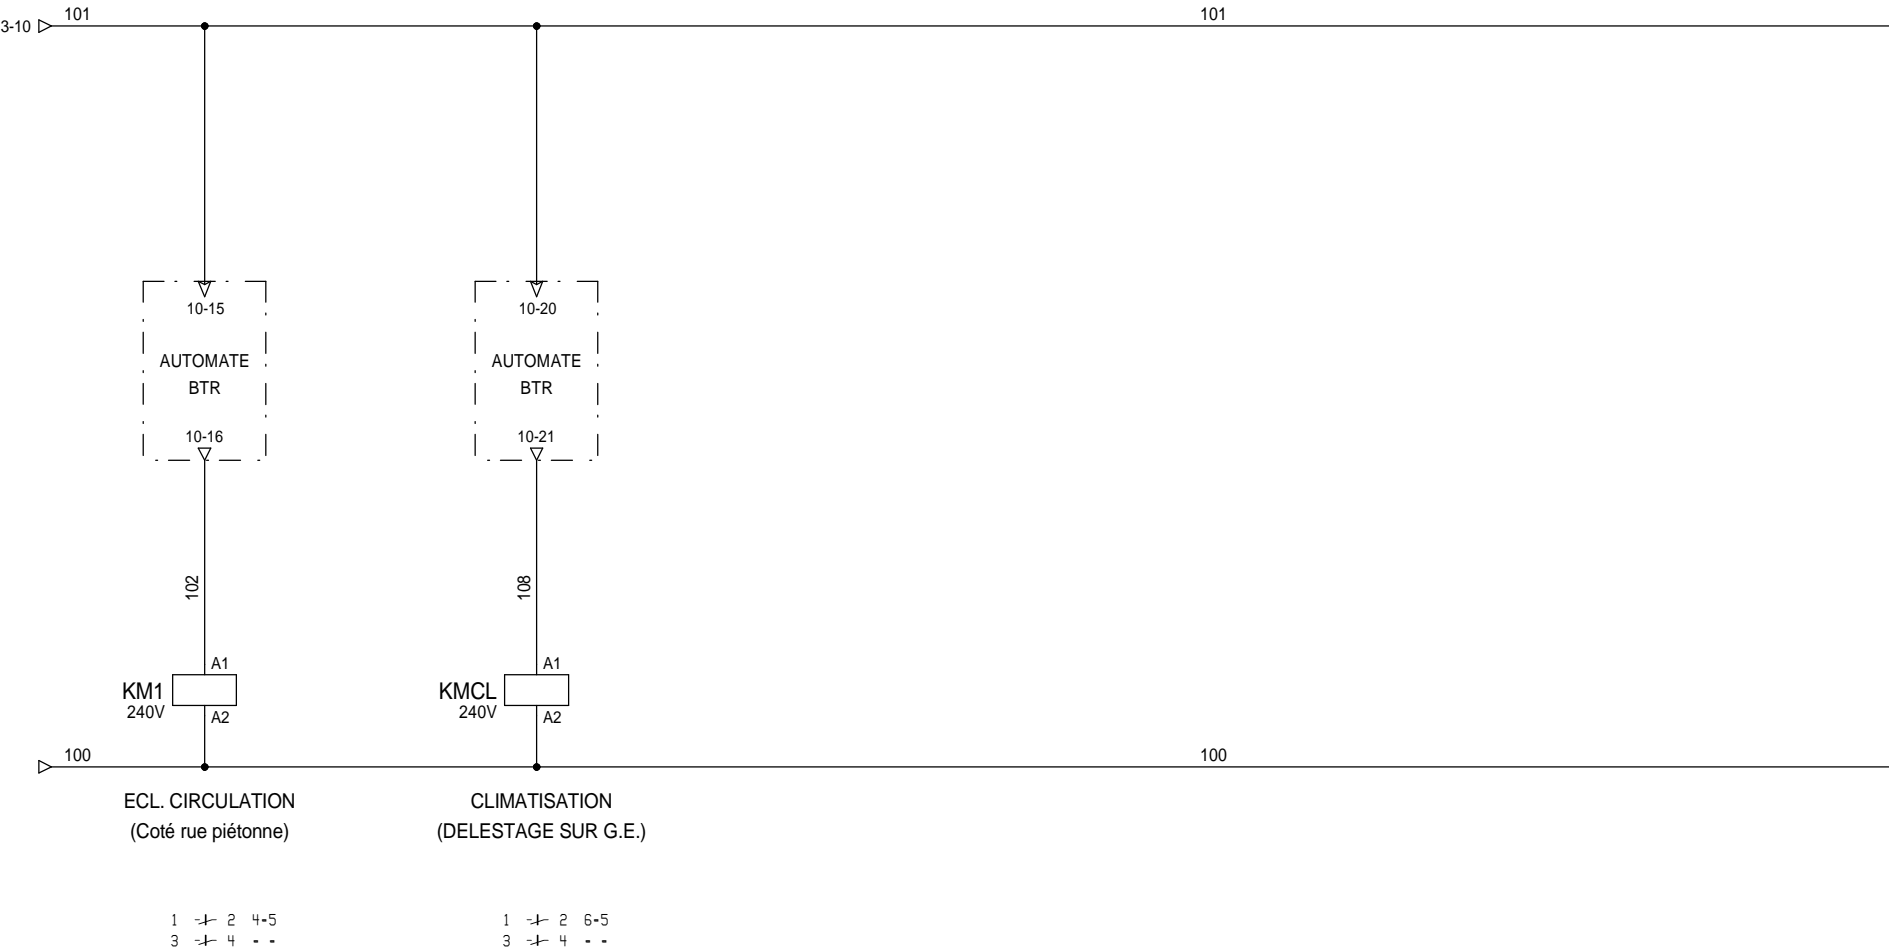 101 101
3-10
10-15 10-20
AUTOMATE AUTOMATE
BTR BTR
10-16 10-21
102 108
A1 A1
KM1 KMCL
240V 240V
A2 A2
100 100
ECL. CIRCULATION CLIMATISATION
(Coté rue piétonne) (DELESTAGE SUR G.E.)
1 2 4-5 1 2 6-5
3 4 - - 3 4 - -